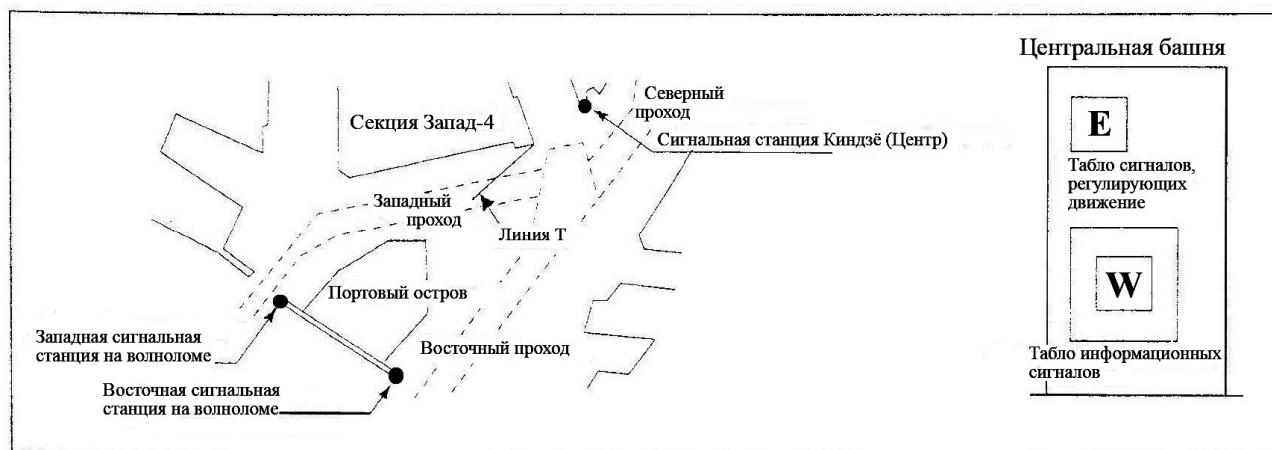 Центральная башня
Северный
проход
Секция Запад-4
Сигнальная станция Киндзё (Центр)
E
Табло сигналов,
регулирующих
движение
Западный
проход
Линия Т
W
Портовый остров
Западная сигнальная
станция на волноломе
Восточный проход
Табло информационных
сигналов
Восточная сигнальная
станция на волноломе